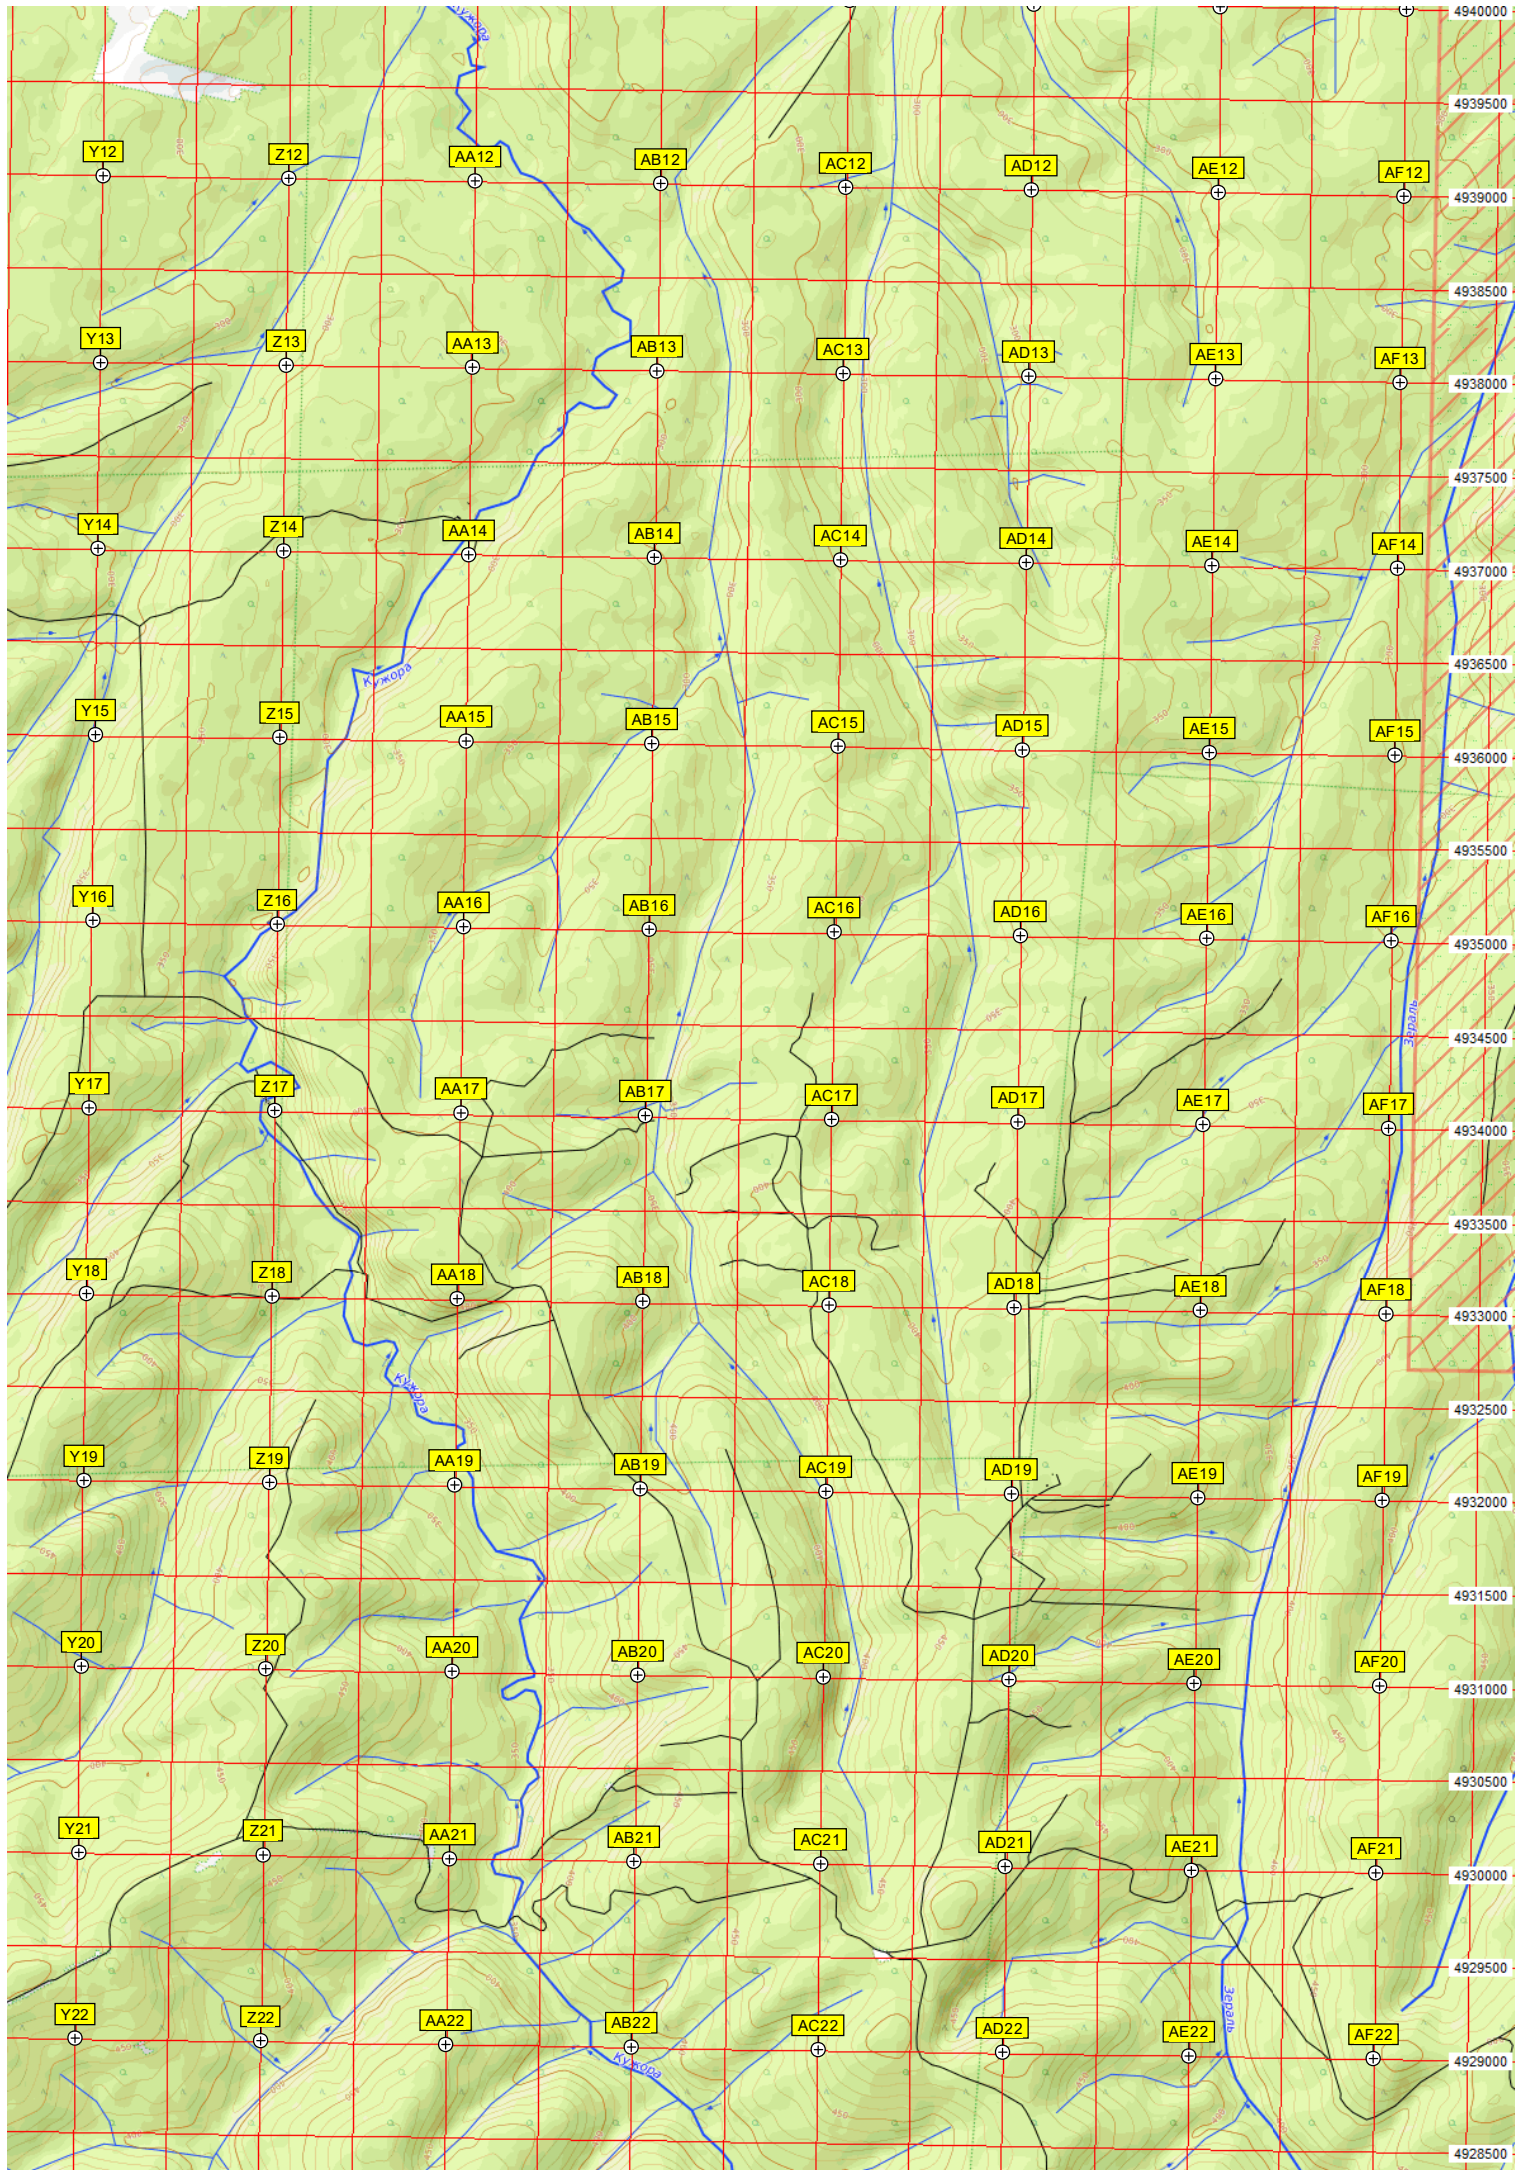 Кужора
4940000
4939500
Y12 Z12 AA12 AB12 AC12 AD12 AE12 AF12
4939000
4938500
Y13 Z13 AA13 AB13 AC13 AD13 AE13 AF13
4938000
4937500
Y14 Z14 AA14 AB14 AC14 AD14 AE14 AF14
4937000
4936500
Кужора
Y15 Z15 AA15 AB15 AC15 AD15 AE15 AF15
4936000
4935500
Y16 Z16 AA16 AB16 AC16 AD16 AE16 AF16
4935000
Зераль
4934500
Y17 Z17 AA17 AB17 AC17 AD17 AE17 AF17
4934000
4933500
Y18 Z18 AA18 AB18 AC18 AD18 AE18 AF18
4933000
Кужора
4932500
Y19 Z19 AA19 AB19 AC19 AD19 AE19 AF19
4932000
4931500
Y20 Z20 AA20 AB20 AC20 AD20 AE20 AF20
4931000
4930500
Y21 Z21 AA21 AB21 AC21 AD21 AE21 AF21
4930000
4929500
Зераль
Y22 Z22 AA22 AB22 AC22 AD22 AE22 AF22
4929000
Кужора
4928500